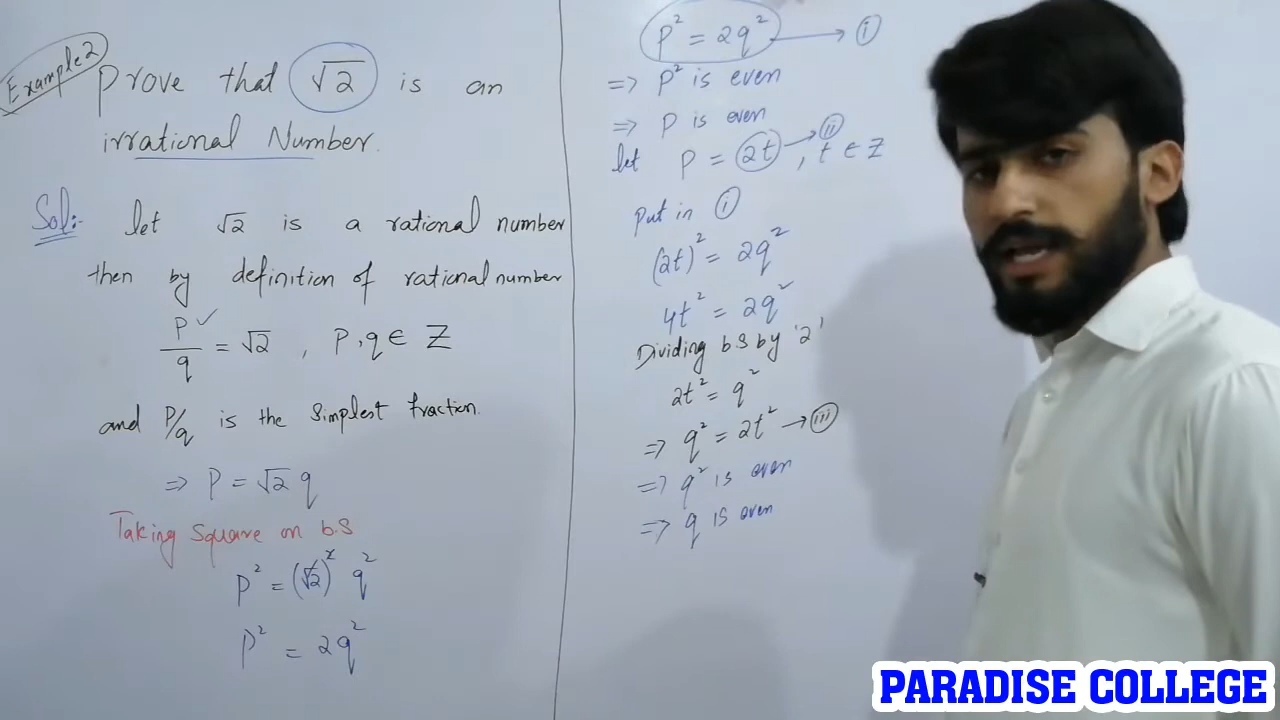 Example 2
Prove that √2 is an
irrational Number.
Sol:-
let √2 is a rational number
then by definition of rational number
P/q = √2 , P,q ∈ Z
and P/q is the Simplest fraction.
⇒ P = √2 q
Taking Square on b.S
P² = (√2)² q²
P² = 2q²
P² = 2q² → (i)
⇒ P² is even
⇒ P is even
let P = 2t → (ii) , t ∈ Z
Put in (i)
(2t)² = 2q²
4t² = 2q²
Dividing b S by '2'
2t² = q²
⇒ q² = 2t² → (iii)
⇒ q² is even
⇒ q is even
PARADISE COLLEGE